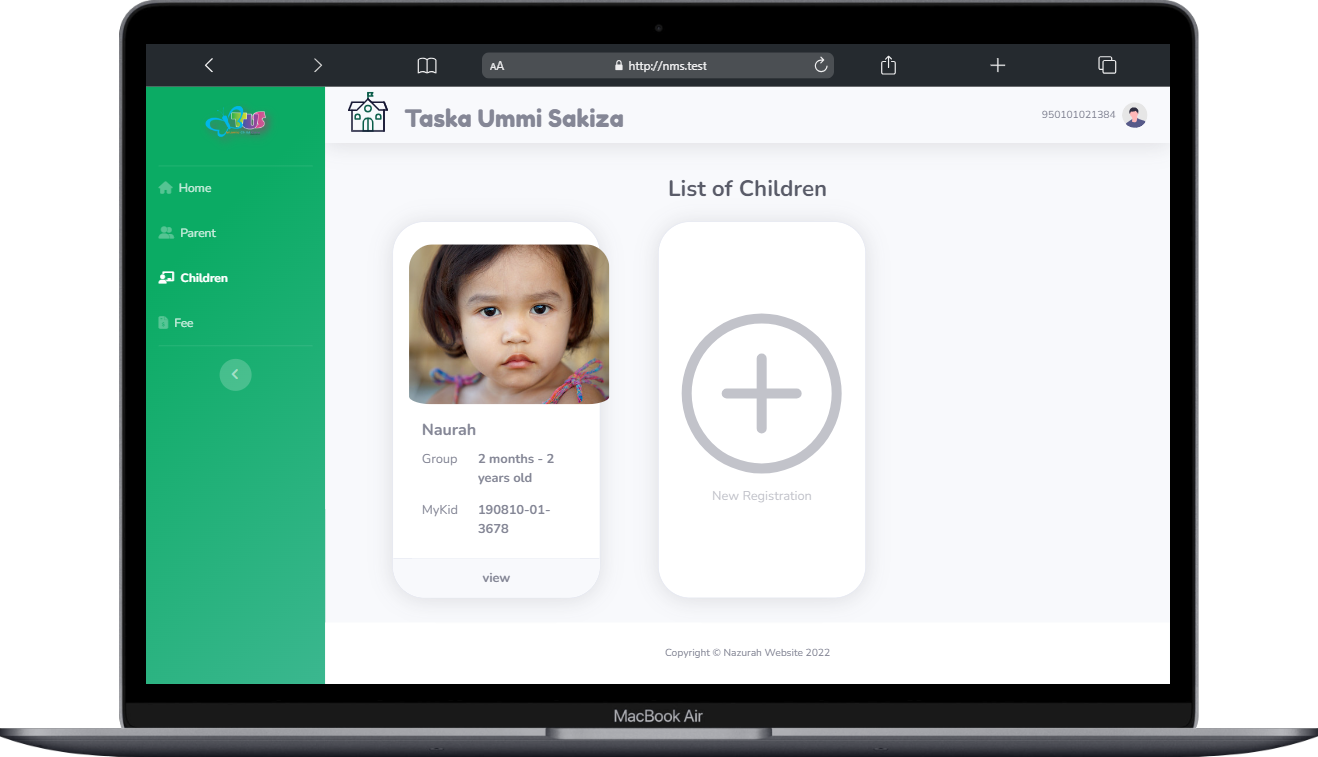 AA
http://nms.test
Taska Ummi Sakiza
950101021384
Home
Parent
Children
Fee
List of Children
Naurah
Group 2 months - 2
years old
MyKid 190810-01-
3678
view
New Registration
Copyright © Nazurah Website 2022
MacBook Air